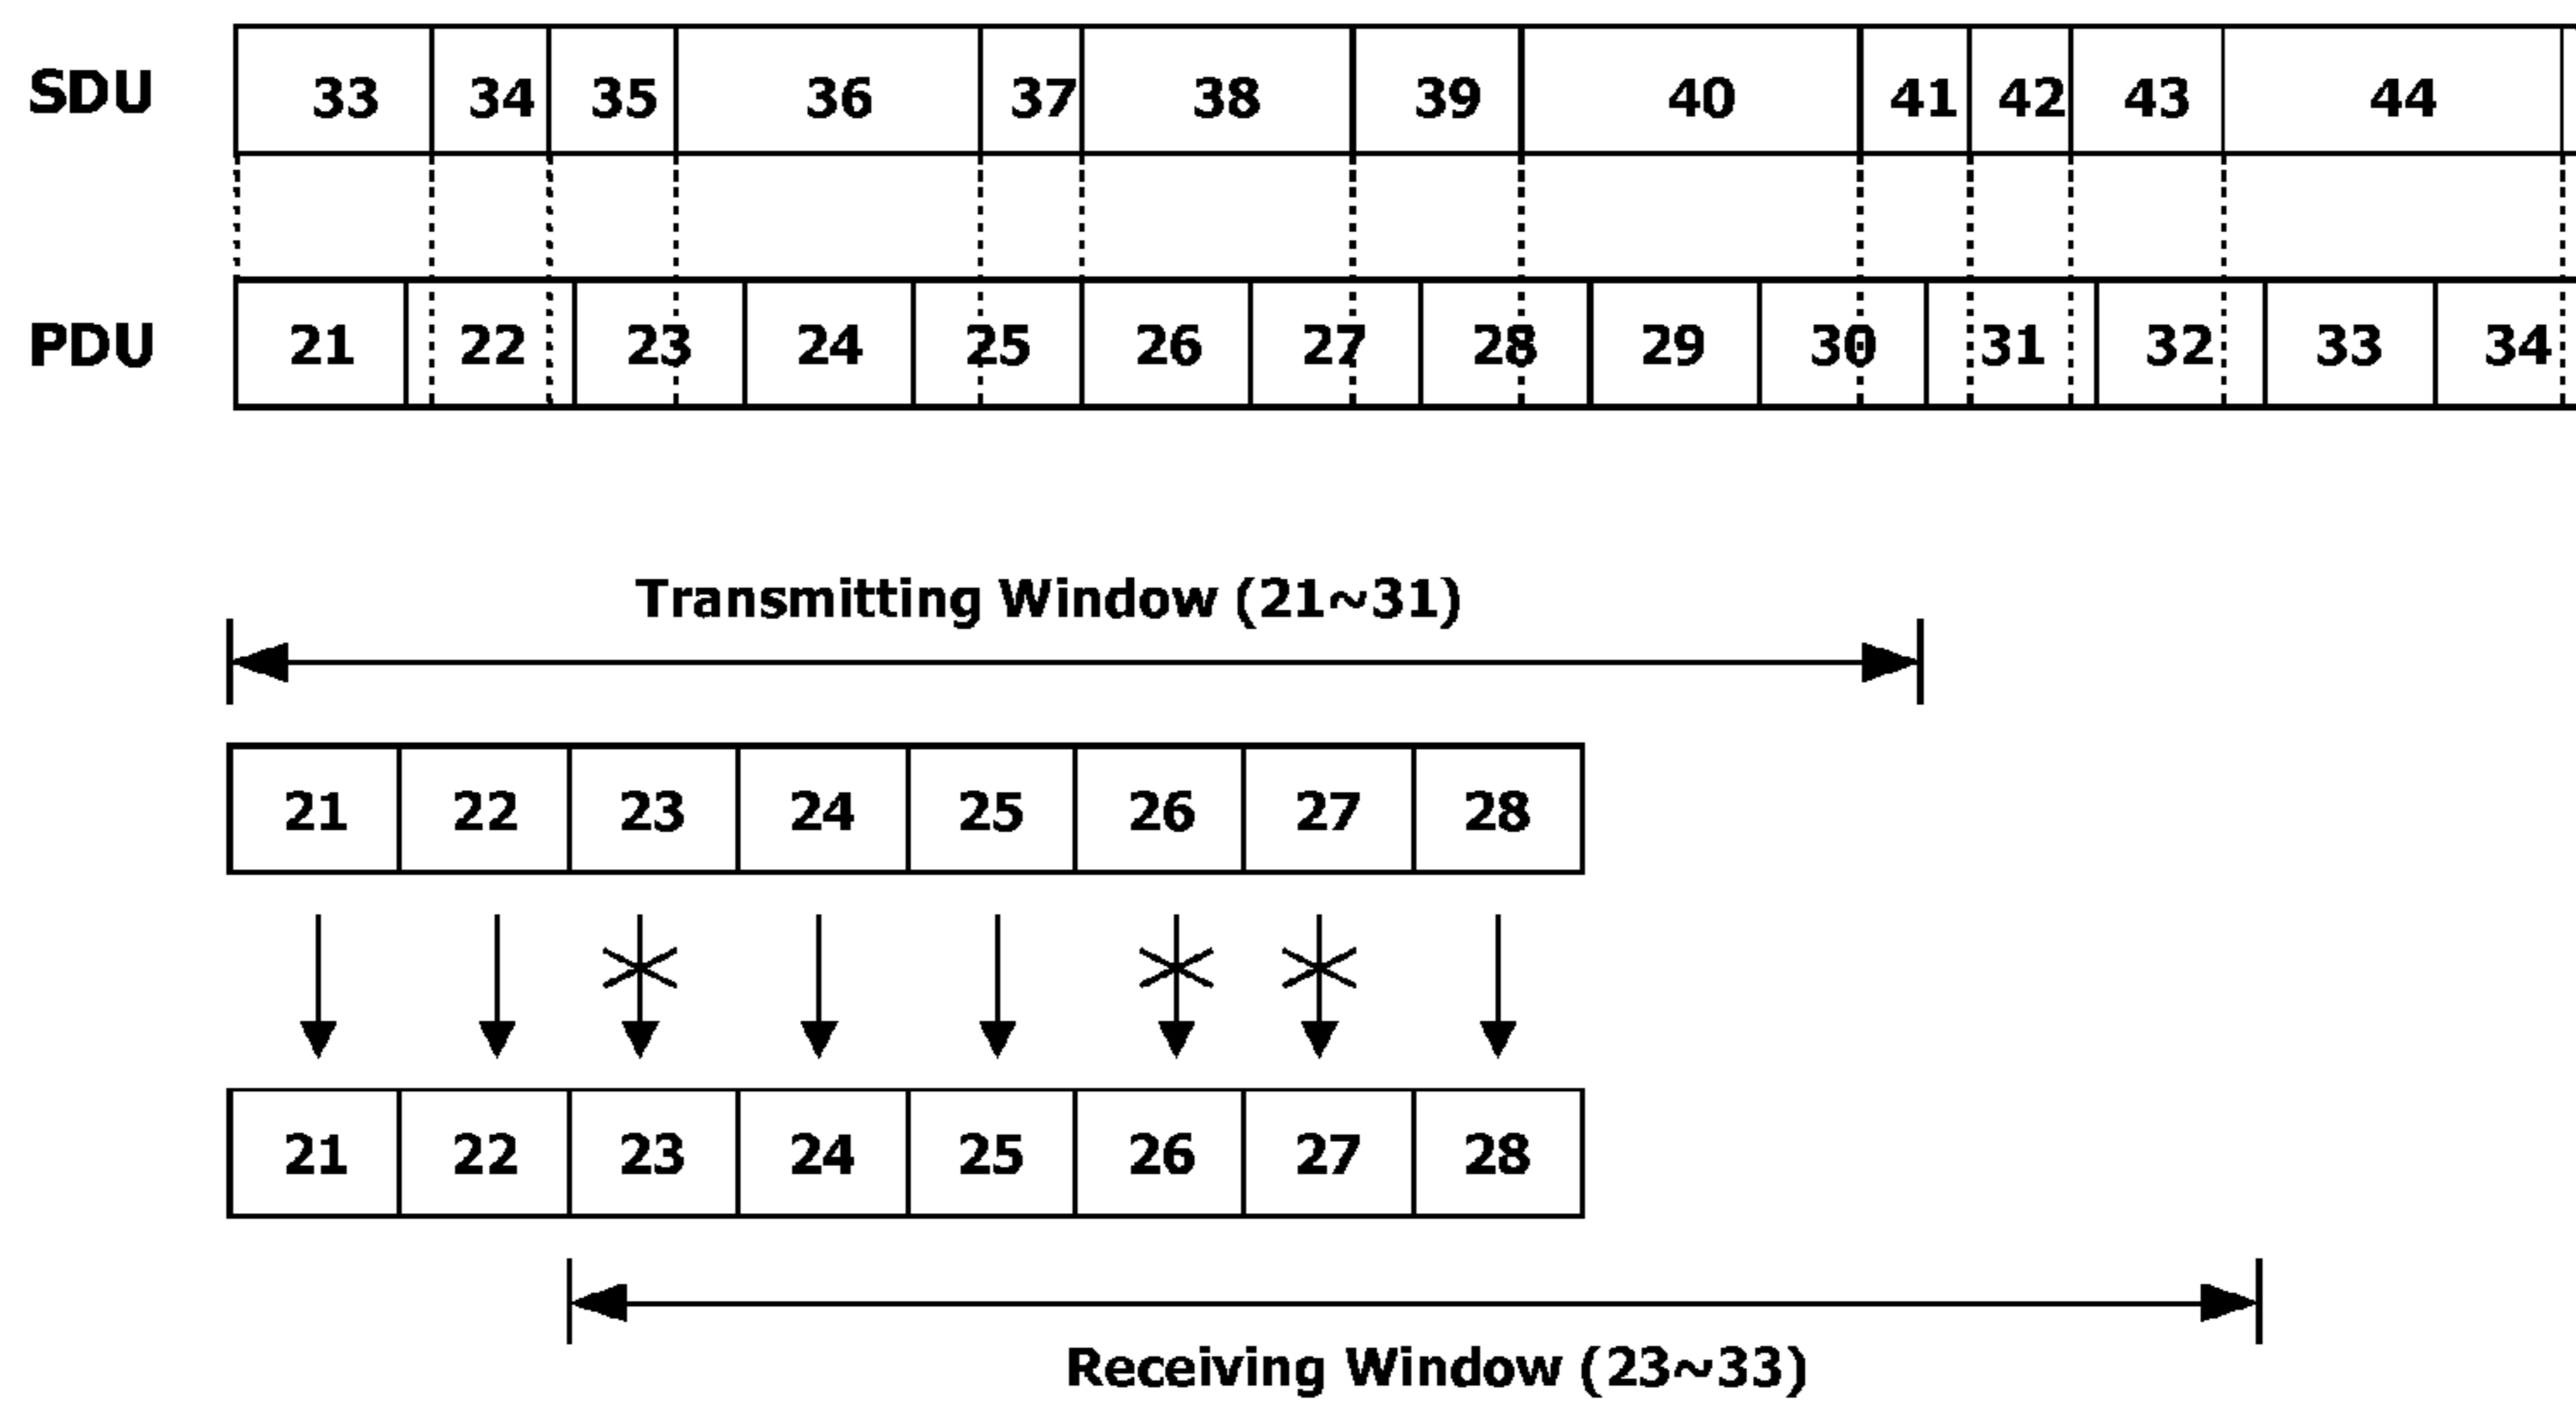 SDU 33 34 35 36 37 38 39 40 41 42 43 44
PDU 21 22 23 24 25 26 27 28 29 30 31 32 33 34
Transmitting Window (21~31)
21 22 23 24 25 26 27 28
21 22 23 24 25 26 27 28
Receiving Window (23~33)